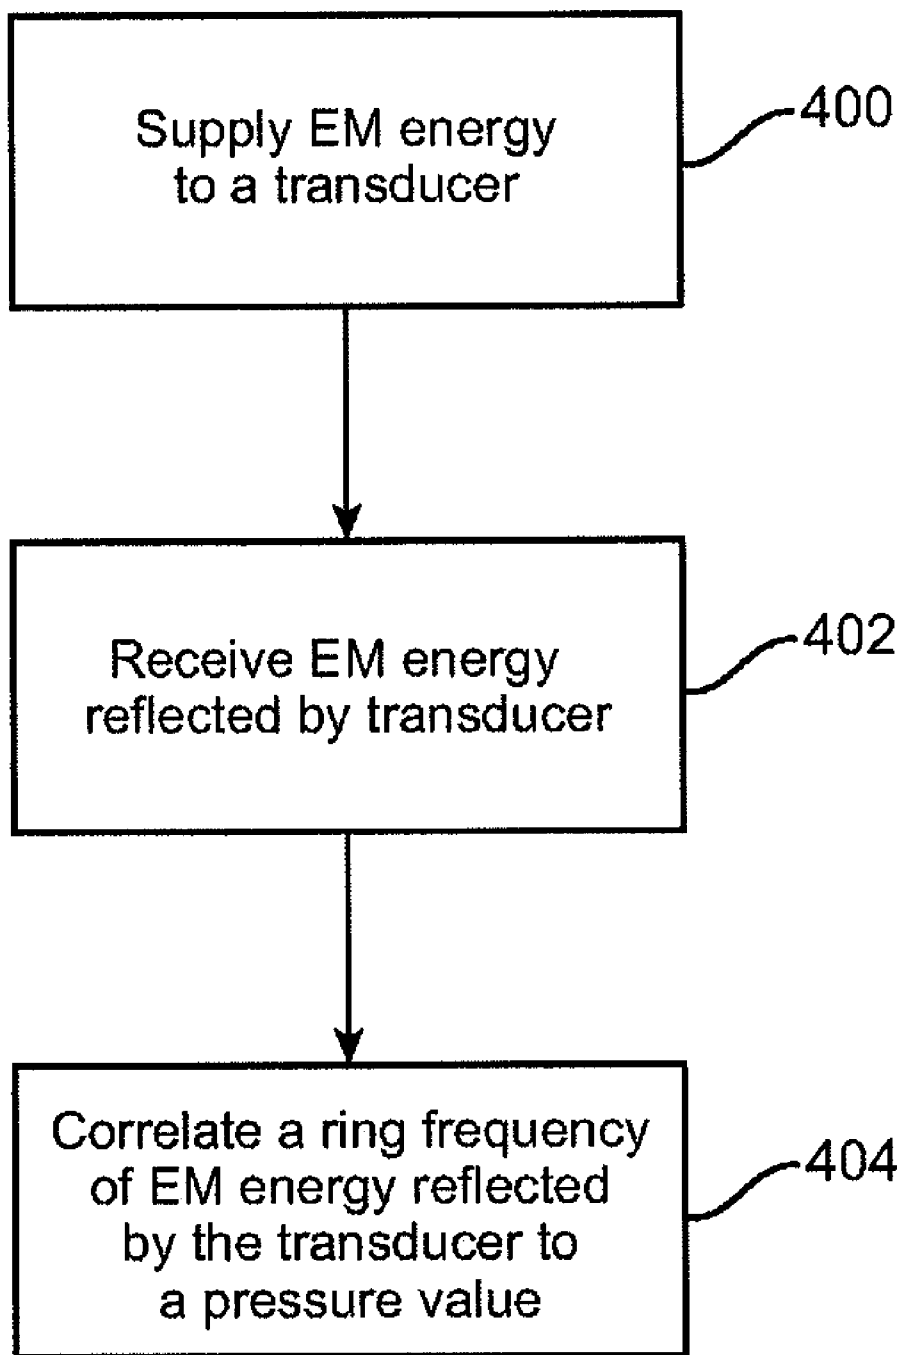 Supply EM energy
to a transducer
400
Receive EM energy
reflected by transducer
402
Correlate a ring frequency
of EM energy reflected
by the transducer to
a pressure value
404